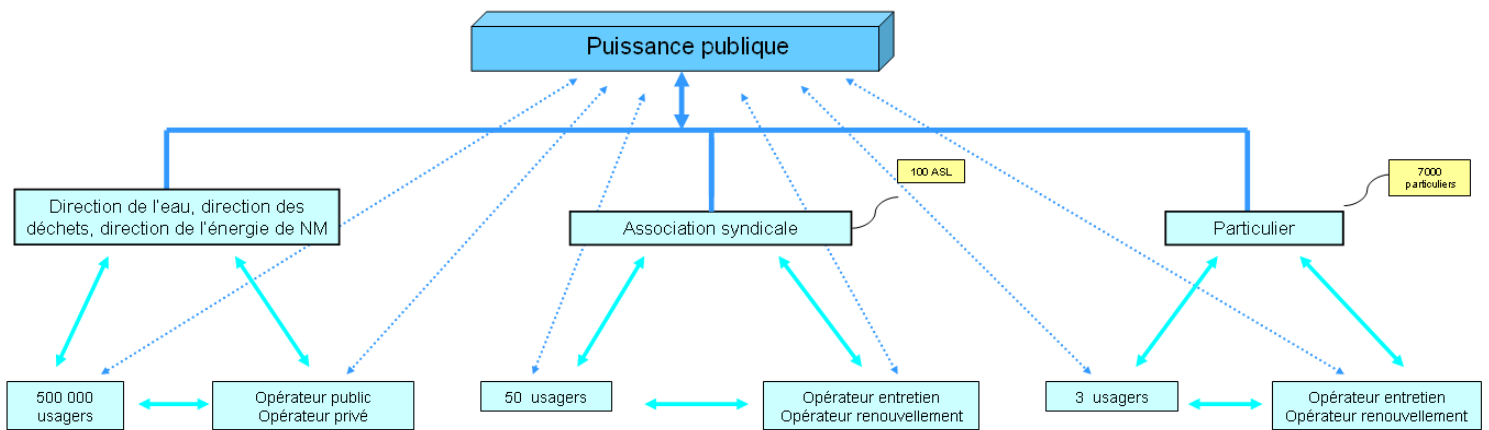 Puissance publique
100 ASL
7000
particuliers
Direction de l'eau, direction des
déchets, direction de l'énergie de NM
Association syndicale
Particulier
500 000
usagers
Opérateur public
Opérateur privé
50 usagers
Opérateur entretien
Opérateur renouvellement
3 usagers
Opérateur entretien
Opérateur renouvellement